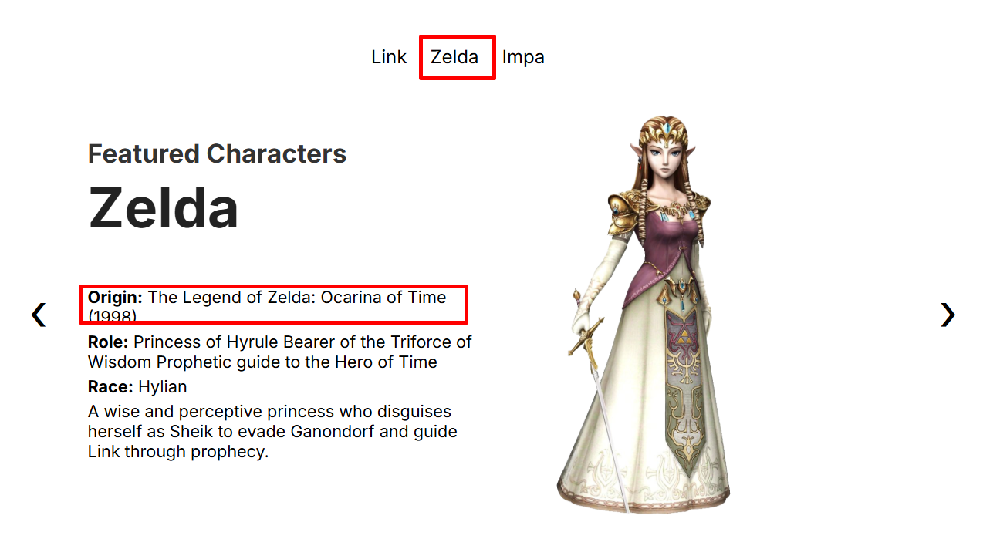 Link Zelda Impa
Featured Characters
Zelda
Origin: The Legend of Zelda: Ocarina of Time
(1998)
Role: Princess of Hyrule Bearer of the Triforce of
Wisdom Prophetic guide to the Hero of Time
Race: Hylian
A wise and perceptive princess who disguises
herself as Sheik to evade Ganondorf and guide
Link through prophecy.